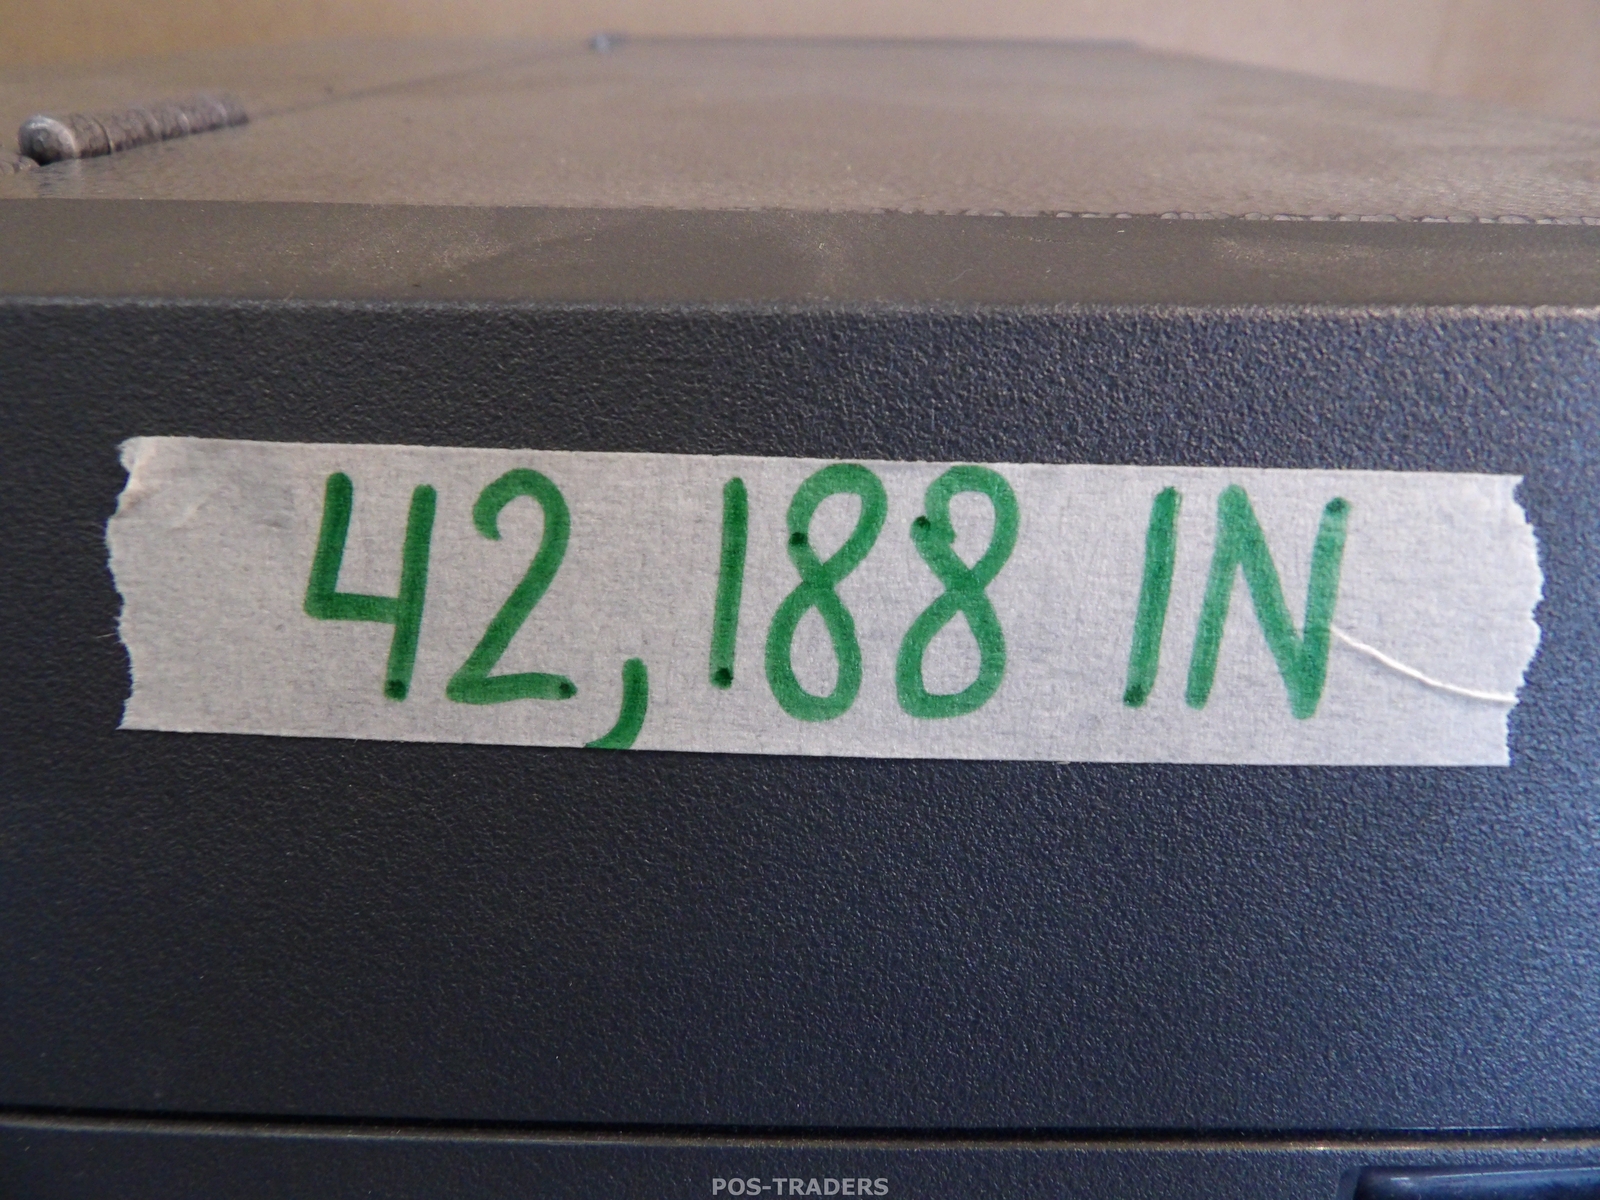 42,188 IN
POS-TRADERS